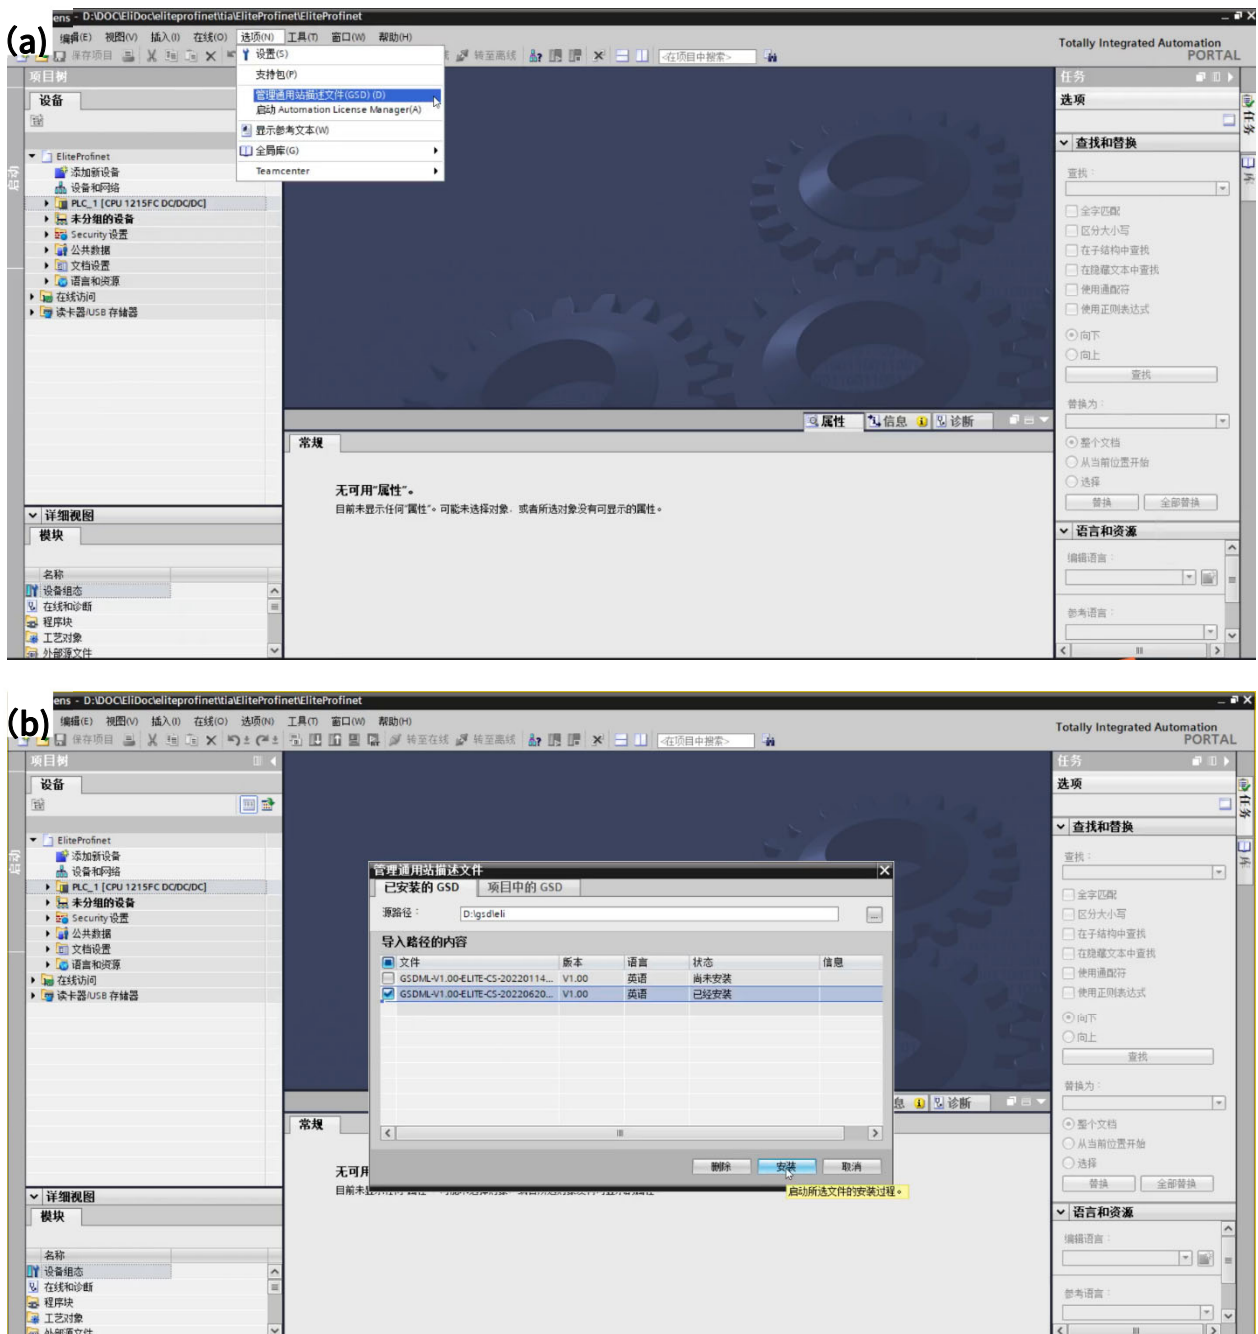 (a)
ens - D:\DOC\EliDoc\eliteprofinet\tia\EliteProfinet\EliteProfinet
编辑(E) 视图(V) 插入(I) 在线(O) 选项(N) 工具(T) 窗口(W) 帮助(H)
保存项目 转至离线 <在项目中搜索>
Totally Integrated Automation
PORTAL
设置(S)
支持包(P)
管理通用站描述文件(GSD) (D)
启动 Automation License Manager(A)
显示参考文本(W)
全局库(G)
Teamcenter
项目树
设备
启动
EliteProfinet
添加新设备
设备和网络
PLC_1 [CPU 1215FC DC/DC/DC]
未分组的设备
Security 设置
公共数据
文档设置
语言和资源
在线访问
读卡器/USB 存储器
详细视图
模块
名称
设备组态
在线和诊断
程序块
工艺对象
外部源文件
属性 信息 诊断
常规
无可用"属性"。
目前未显示任何"属性"。可能未选择对象，或者所选对象没有可显示的属性。
任务
选项
查找和替换
查找：
全字匹配
区分大小写
在子结构中查找
在隐藏文本中查找
使用通配符
使用正则表达式
向下
向上
查找
替换为：
整个文档
从当前位置开始
选择
替换 全部替换
语言和资源
编辑语言：
参考语言：
任务
库
(b)
ens - D:\DOC\EliDoc\eliteprofinet\tia\EliteProfinet\EliteProfinet
编辑(E) 视图(V) 插入(I) 在线(O) 选项(N) 工具(T) 窗口(W) 帮助(H)
保存项目 转至在线 转至离线 <在项目中搜索>
Totally Integrated Automation
PORTAL
项目树
设备
启动
EliteProfinet
添加新设备
设备和网络
PLC_1 [CPU 1215FC DC/DC/DC]
未分组的设备
Security 设置
公共数据
文档设置
语言和资源
在线访问
读卡器/USB 存储器
详细视图
模块
名称
设备组态
在线和诊断
程序块
工艺对象
外部源文件
管理通用站描述文件
已安装的 GSD 项目中的 GSD
源路径： D:\gsd\eli
导入路径的内容
文件 版本 语言 状态 信息
GSDML-V1.00-ELITE-CS-20220114... V1.00 英语 尚未安装
GSDML-V1.00-ELITE-CS-20220620... V1.00 英语 已经安装
删除 安装 取消
启动所选文件的安装过程。
息 诊断
常规
无可用
目前未
任务
选项
查找和替换
查找：
全字匹配
区分大小写
在子结构中查找
在隐藏文本中查找
使用通配符
使用正则表达式
向下
向上
查找
替换为：
整个文档
从当前位置开始
选择
替换 全部替换
语言和资源
编辑语言：
参考语言：
任务
库